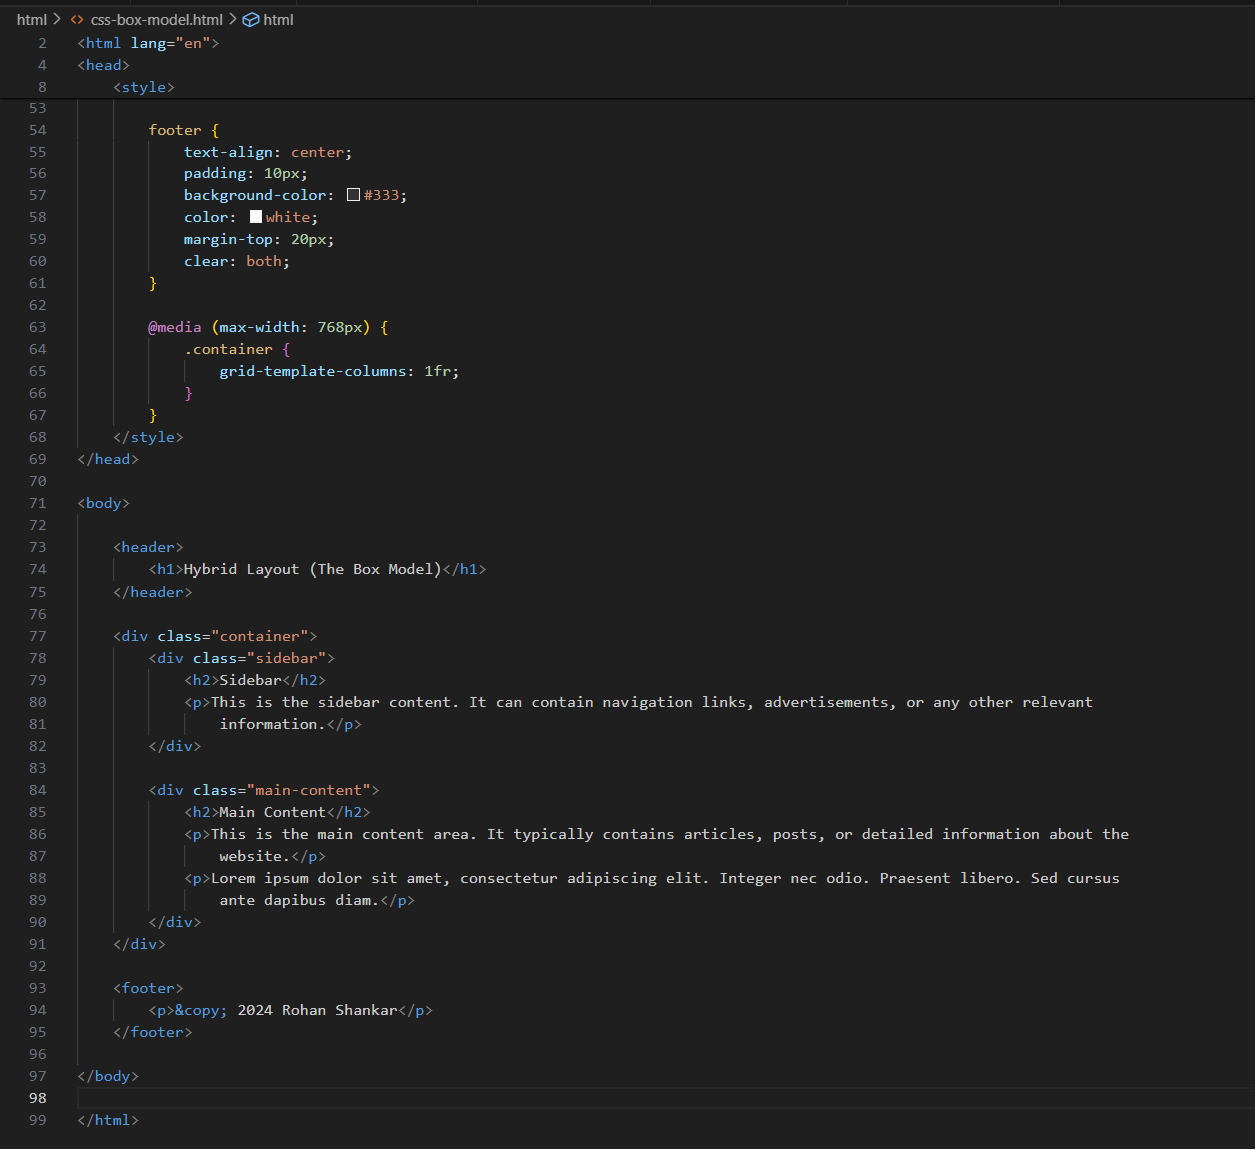 html > css-box-model.html > html
2 <html lang="en">
4 <head>
8 <style>
53
54 footer {
55 text-align: center;
56 padding: 10px;
57 background-color: #333;
58 color: white;
59 margin-top: 20px;
60 clear: both;
61 }
62
63 @media (max-width: 768px) {
64 .container {
65 grid-template-columns: 1fr;
66 }
67 }
68 </style>
69 </head>
70
71 <body>
72
73 <header>
74 <h1>Hybrid Layout (The Box Model)</h1>
75 </header>
76
77 <div class="container">
78 <div class="sidebar">
79 <h2>Sidebar</h2>
80 <p>This is the sidebar content. It can contain navigation links, advertisements, or any other relevant
81 information.</p>
82 </div>
83
84 <div class="main-content">
85 <h2>Main Content</h2>
86 <p>This is the main content area. It typically contains articles, posts, or detailed information about the
87 website.</p>
88 <p>Lorem ipsum dolor sit amet, consectetur adipiscing elit. Integer nec odio. Praesent libero. Sed cursus
89 ante dapibus diam.</p>
90 </div>
91 </div>
92
93 <footer>
94 <p>&copy; 2024 Rohan Shankar</p>
95 </footer>
96
97 </body>
98
99 </html>